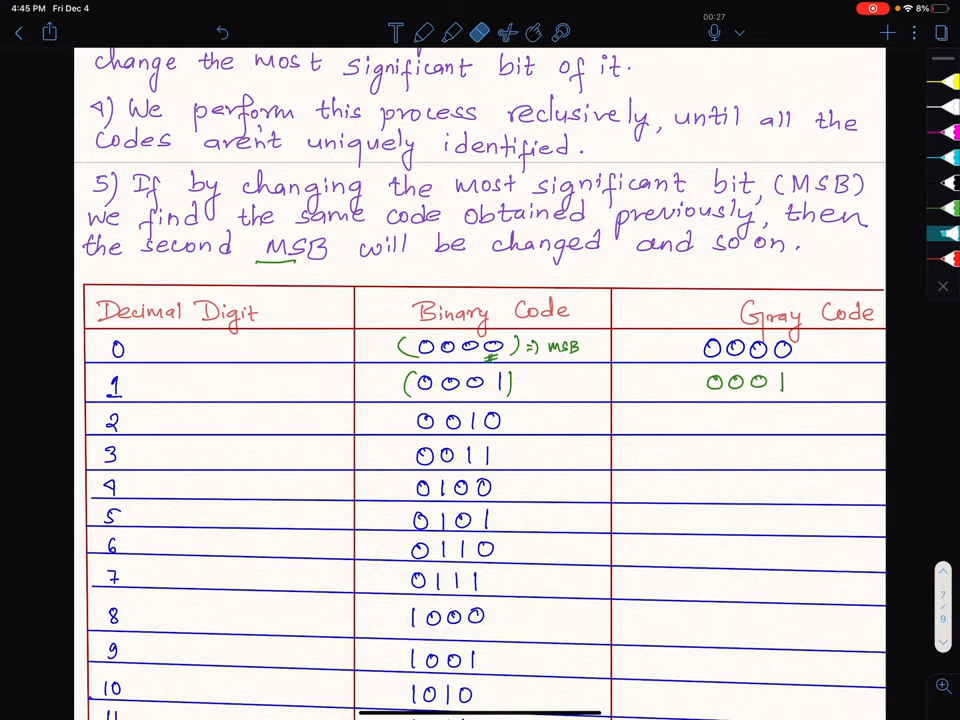 4:45 PM Fri Dec 4
8%
00:27
change the most significant bit of it.
4) We perform this process reclusively, until all the
codes aren't uniquely identified.
5) If by changing the most significant bit, (MSB)
we find the same code obtained previously, then
the second MSB will be changed and so on.
Decimal Digit Binary Code Gray Code
0 (0000) => MSB 0000
1 (0001) 0001
2 0010
3 0011
4 0100
5 0101
6 0110
7 0111
8 1000
9 1001
10 1010
11
7/9